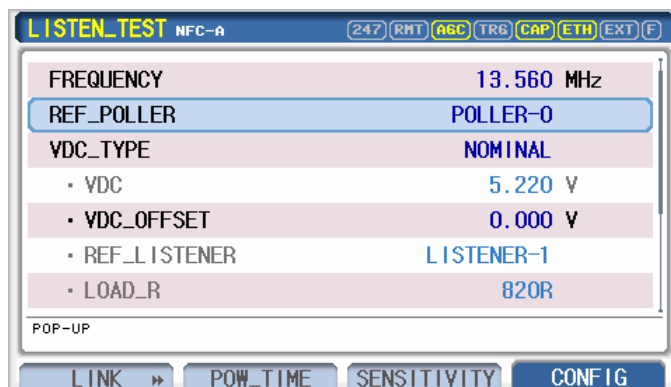 LISTEN_TEST NFC-A 247 RMT AGC TRG CAP ETH EXT F
FREQUENCY 13.560 MHz
REF_POLLER POLLER-0
VDC_TYPE NOMINAL
· VDC 5.220 V
· VDC_OFFSET 0.000 V
· REF_LISTENER LISTENER-1
· LOAD_R 820R
POP-UP
LINK » POW_TIME SENSITIVITY CONFIG